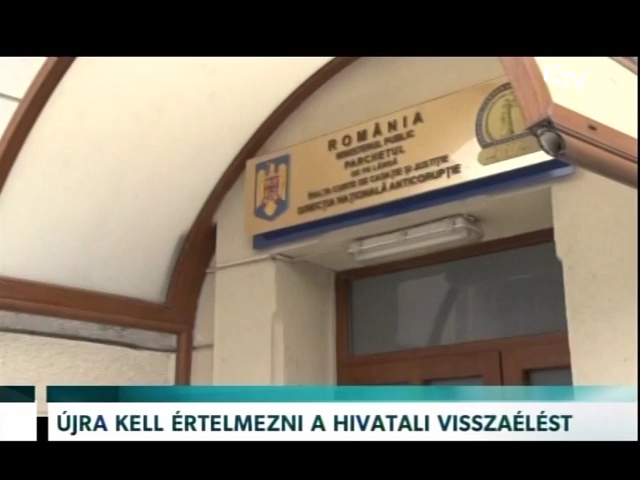 ROMÂNIA
MINISTERUL PUBLIC
PARCHETUL
DE PE LÂNGĂ
ÎNALTA CURTE DE CASAȚIE ȘI JUSTIȚIE
DIRECȚIA NAȚIONALĂ ANTICORUPȚIE
ÚJRA KELL ÉRTELMEZNI A HIVATALI VISSZAÉLÉST